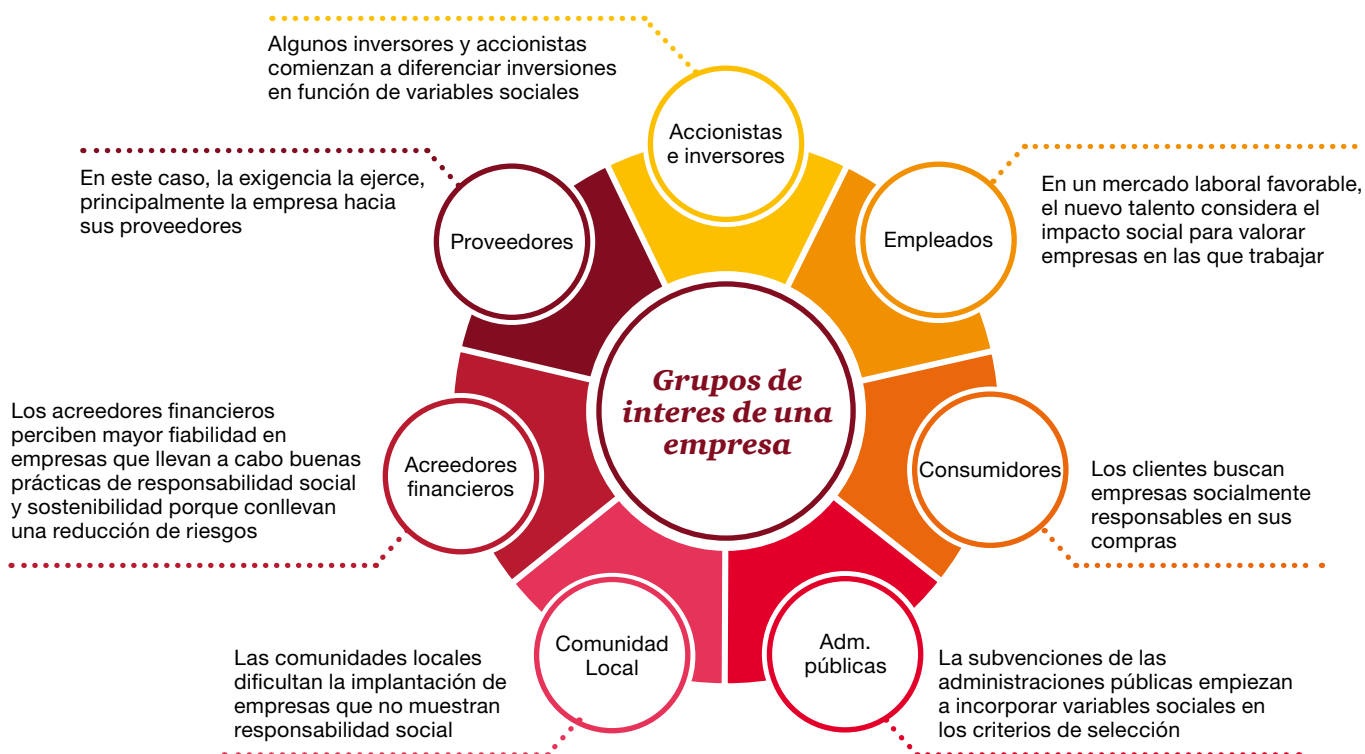 Algunos inversores y accionistas
comienzan a diferenciar inversiones
en función de variables sociales
Accionistas
e inversores
En este caso, la exigencia la ejerce,
principalmente la empresa hacia
sus proveedores
Proveedores
Empleados
En un mercado laboral favorable,
el nuevo talento considera el
impacto social para valorar
empresas en las que trabajar
Grupos de
interes de una
empresa
Los acreedores financieros
perciben mayor fiabilidad en
empresas que llevan a cabo buenas
prácticas de responsabilidad social
y sostenibilidad porque conllevan
una reducción de riesgos
Acreedores
financieros
Consumidores
Los clientes buscan
empresas socialmente
responsables en sus
compras
Las comunidades locales
dificultan la implantación de
empresas que no muestran
responsabilidad social
Comunidad
Local
Adm.
públicas
La subvenciones de las
administraciones públicas empiezan
a incorporar variables sociales en
los criterios de selección